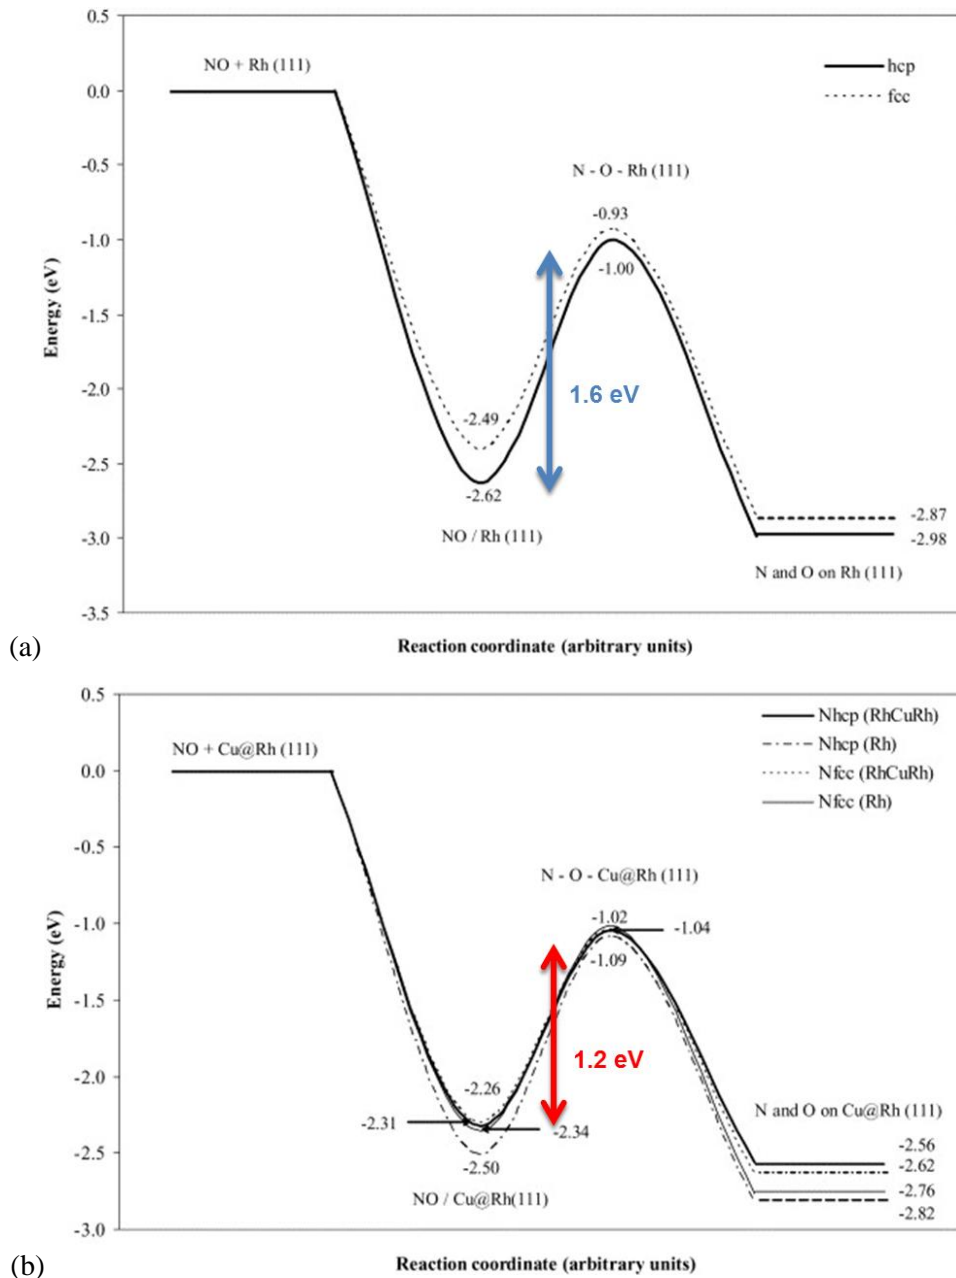 0.5
NO + Rh (111)
hcp
fcc
0.0
-0.5
N - O - Rh (111)
-0.93
-1.0
-1.00
Energy (eV)
-1.5
1.6 eV
-2.0
-2.49
-2.5
-2.62
NO / Rh (111)
-2.87
-2.98
-3.0
N and O on Rh (111)
-3.5
(a)
Reaction coordinate (arbitrary units)
0.5
Nhcp (RhCuRh)
NO + Cu@Rh (111)
Nhcp (Rh)
Nfcc (RhCuRh)
Nfcc (Rh)
0.0
-0.5
N - O - Cu@Rh (111)
-1.02
-1.04
-1.0
-1.09
Energy (eV)
-1.5
1.2 eV
-2.0
-2.26
N and O on Cu@Rh (111)
-2.31
-2.34
-2.56
-2.5
-2.50
-2.62
NO / Cu@Rh(111)
-2.76
-2.82
-3.0
(b)
Reaction coordinate (arbitrary units)